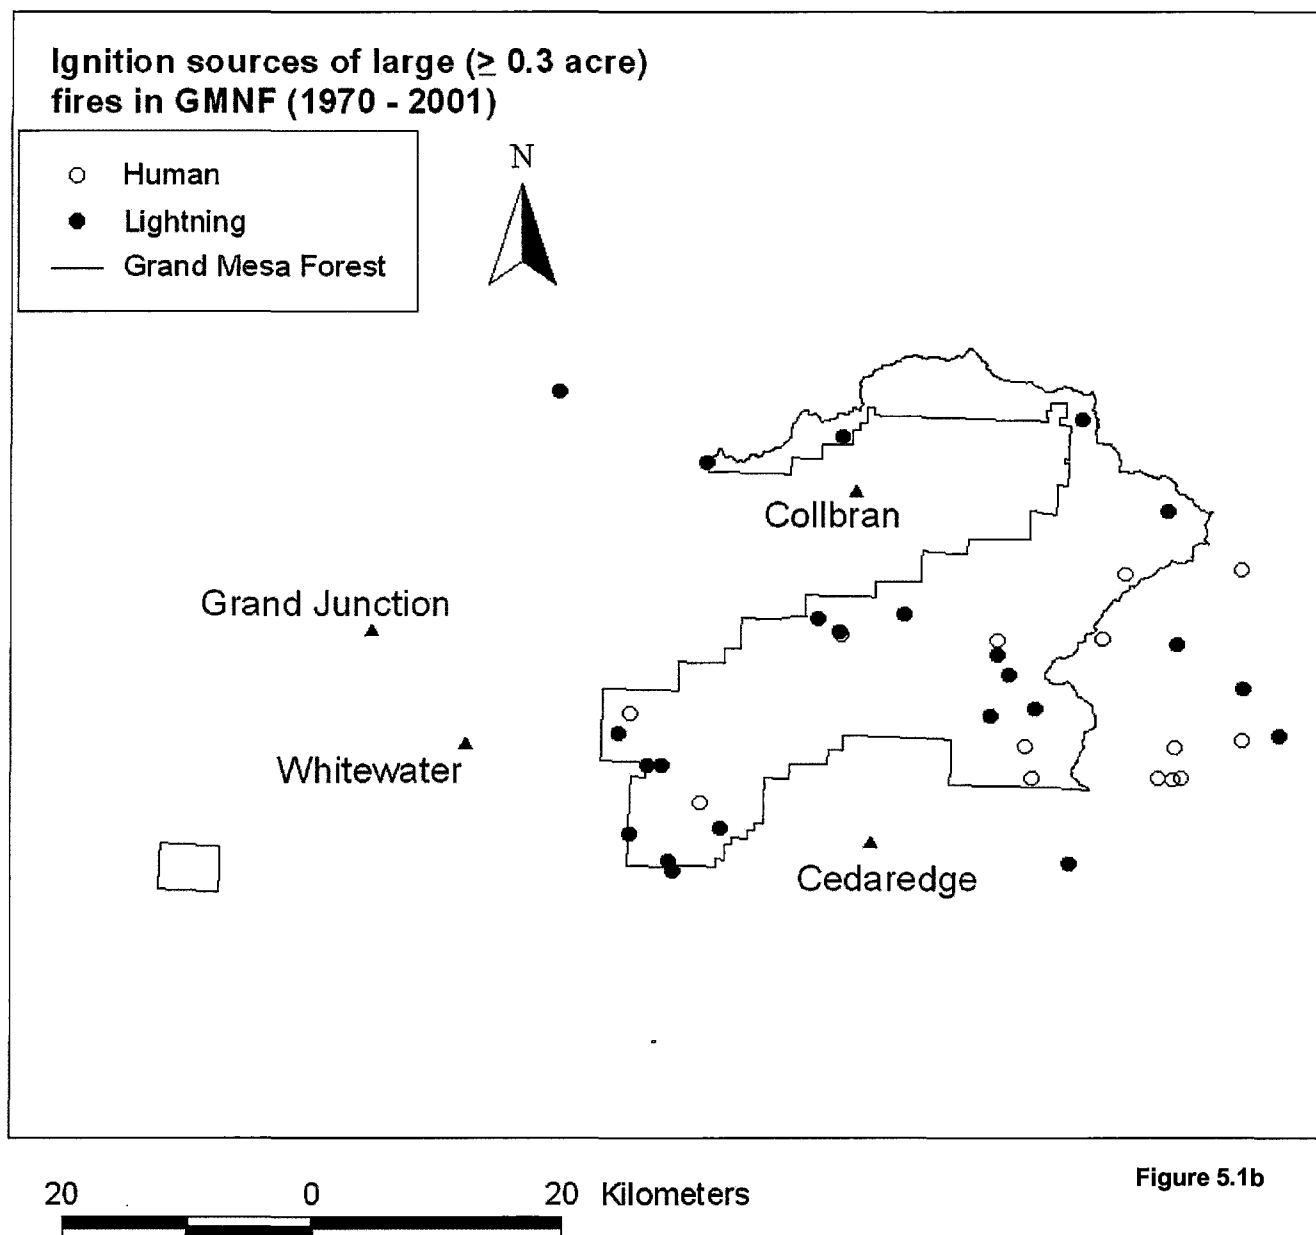 Ignition sources of large (≥ 0.3 acre)
fires in GMNF (1970 - 2001)
Human
Lightning
Grand Mesa Forest
N
Collbran
Grand Junction
Whitewater
Cedaredge
20 0 20 Kilometers
Figure 5.1b